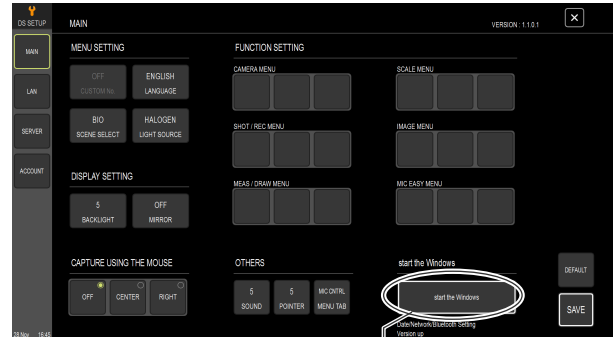 DS SETUP
MAIN
VERSION : 1.1.0.1
MAIN
LAN
SERVER
ACCOUNT
MENU SETTING
OFF
CUSTOM No.
ENGLISH
LANGUAGE
BIO
SCENE SELECT
HALOGEN
LIGHT SOURCE
DISPLAY SETTING
5
BACKLIGHT
OFF
MIRROR
CAPTURE USING THE MOUSE
OFF
CENTER
RIGHT
FUNCTION SETTING
CAMERA MENU
SCALE MENU
SHOT / REC MENU
IMAGE MENU
MEAS / DRAW MENU
MIC EASY MENU
OTHERS
5
SOUND
5
POINTER
MIC CNTRL
MENU TAB
start the Windows
start the Windows
Date/Network/Bluetooth Setting
Version up
DEFAULT
SAVE
28 Nov 16:45